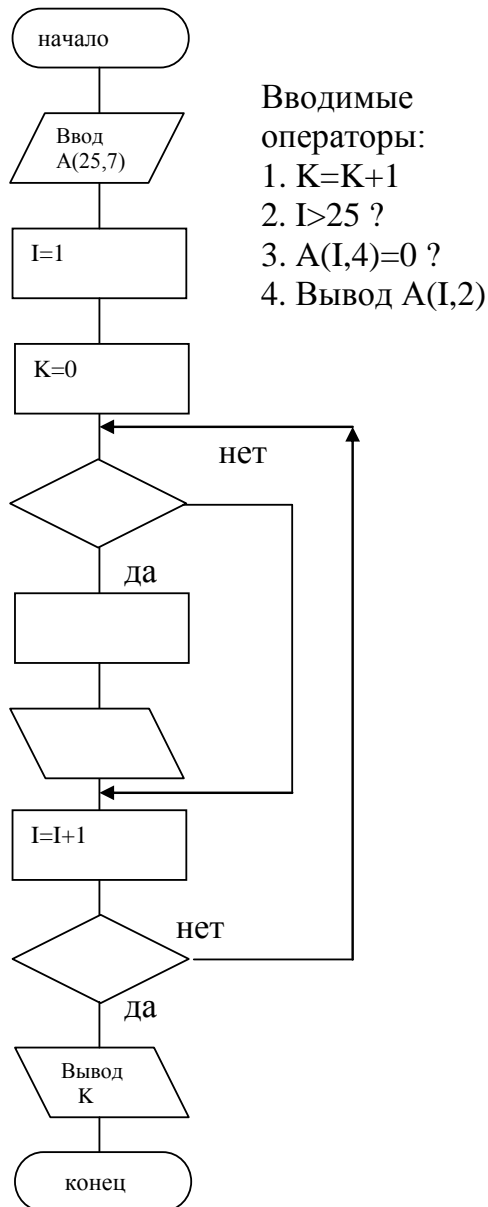 начало
Ввод
A(25,7)
I=1
K=0
нет
да
I=I+1
нет
да
Вывод
K
конец
Вводимые
операторы:
1. K=K+1
2. I>25 ?
3. A(I,4)=0 ?
4. Вывод A(I,2)